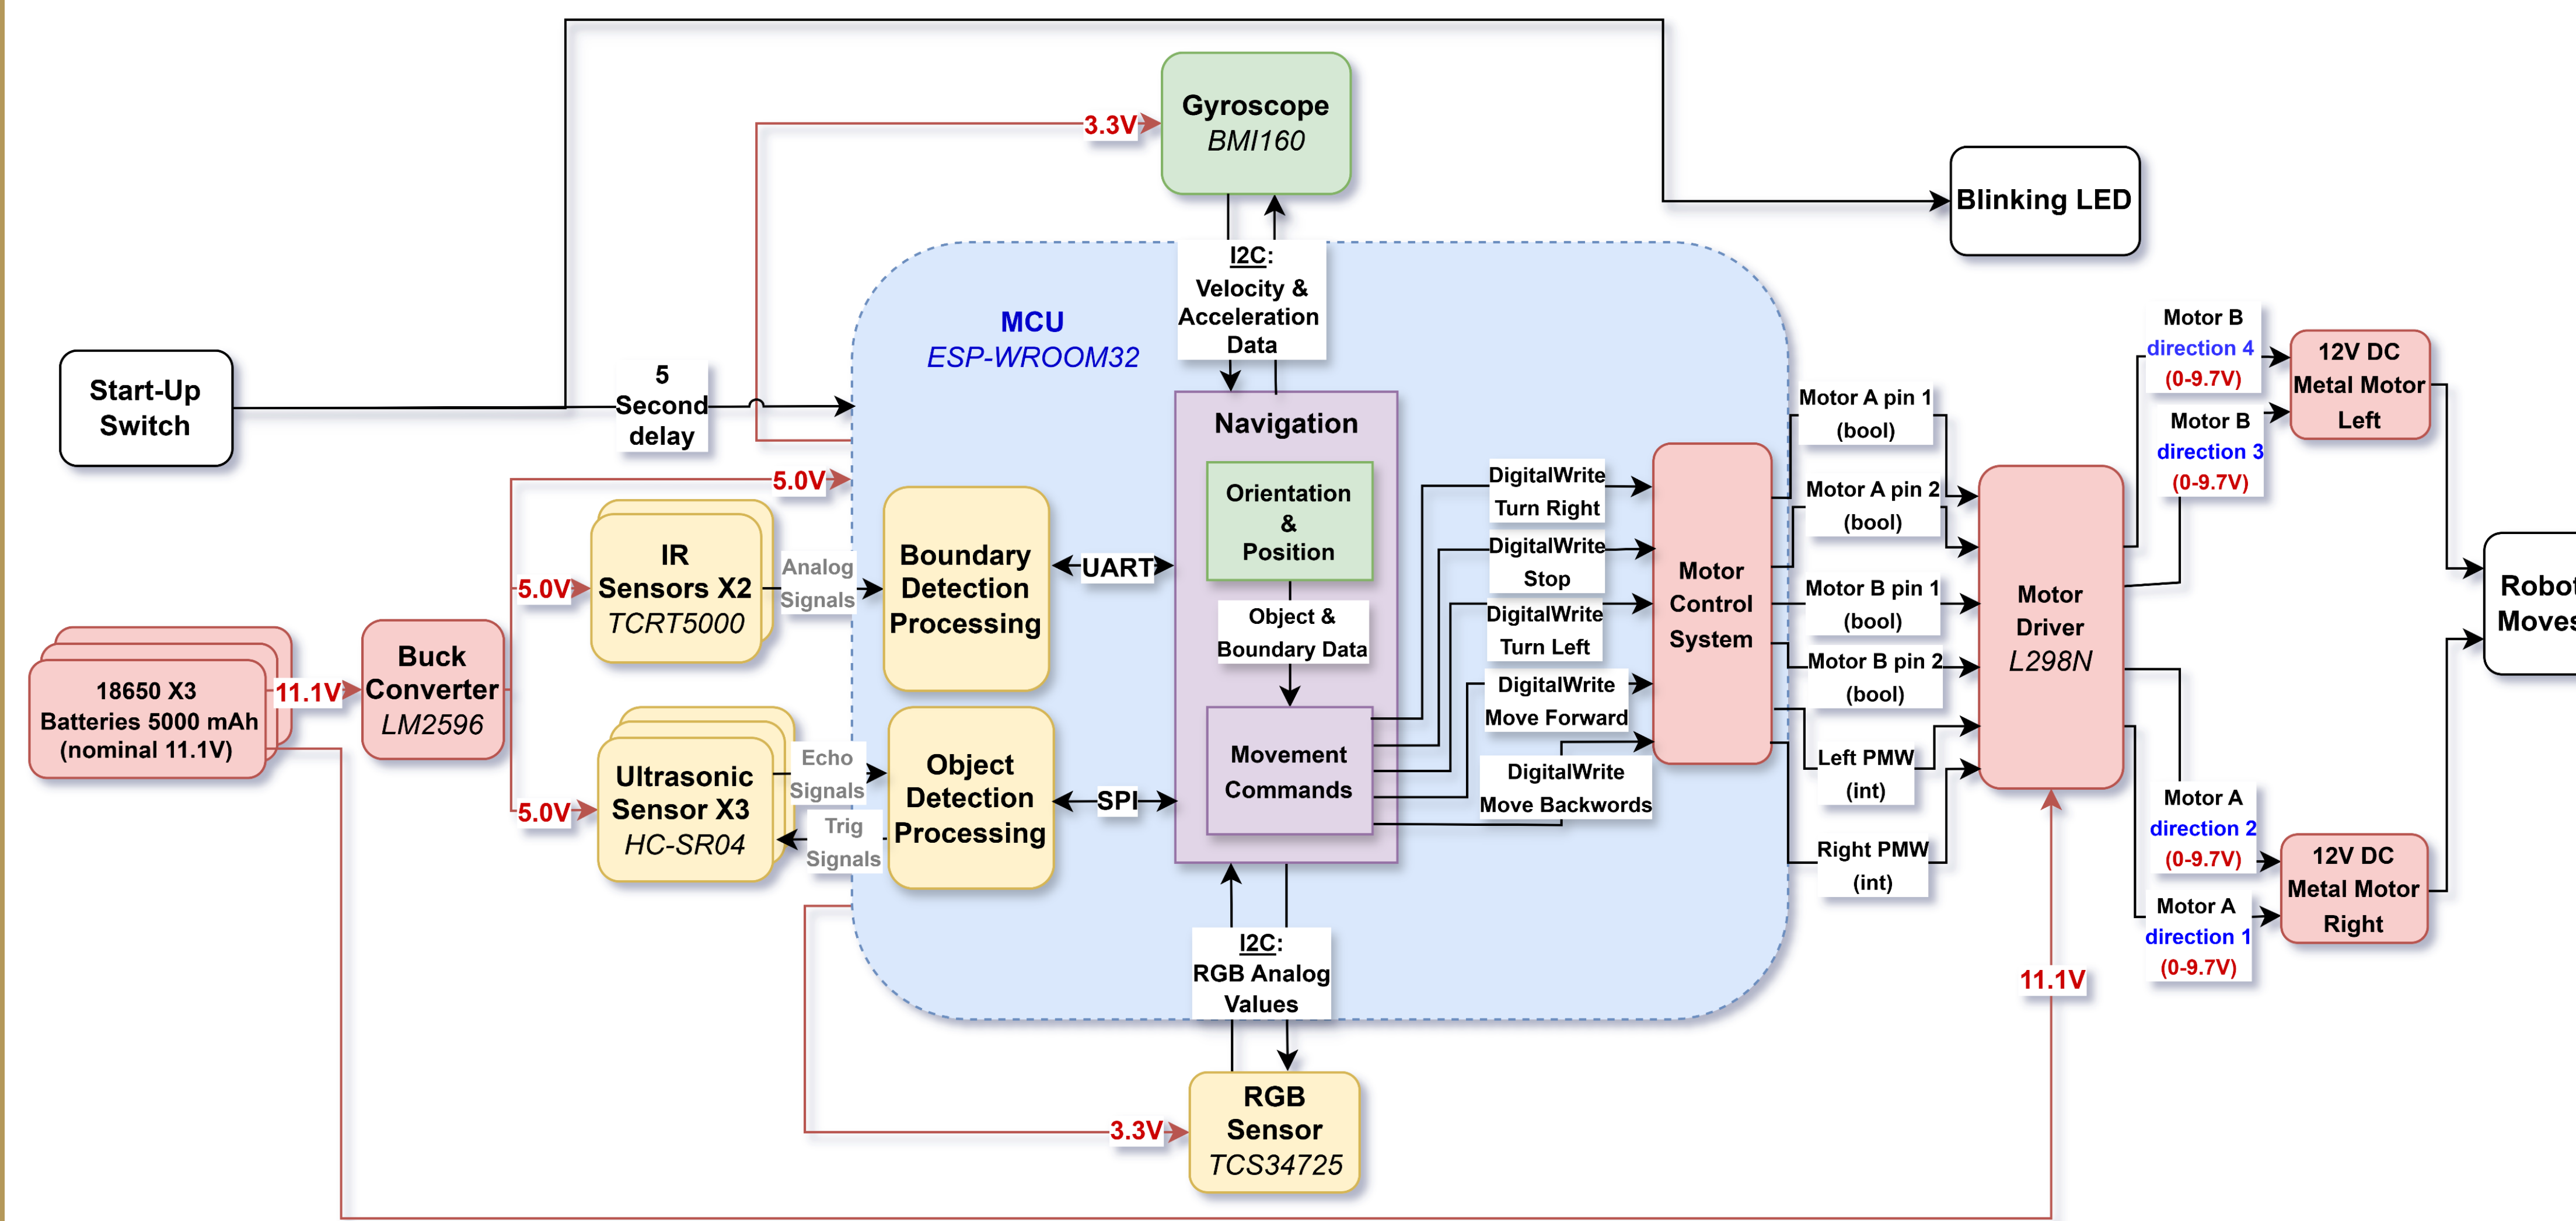 Gyroscope
BMI160
3.3V
Blinking LED
I2C:
Velocity &
Acceleration
Data
MCU
ESP-WROOM32
Start-Up
Switch
5
Second
delay
Navigation
Orientation
&
Position
Object &
Boundary Data
Movement
Commands
5.0V
IR
Sensors X2
TCRT5000
5.0V
Analog
Signals
Boundary
Detection
Processing
UART
18650 X3
Batteries 5000 mAh
(nominal 11.1V)
11.1V
Buck
Converter
LM2596
5.0V
Ultrasonic
Sensor X3
HC-SR04
Echo
Signals
Trig
Signals
Object
Detection
Processing
SPI
DigitalWrite
Turn Right
DigitalWrite
Stop
DigitalWrite
Turn Left
DigitalWrite
Move Forward
DigitalWrite
Move Backwords
Motor
Control
System
Motor A pin 1
(bool)
Motor A pin 2
(bool)
Motor B pin 1
(bool)
Motor B pin 2
(bool)
Left PMW
(int)
Right PMW
(int)
Motor
Driver
L298N
11.1V
Motor B
direction 4
(0-9.7V)
Motor B
direction 3
(0-9.7V)
12V DC
Metal Motor
Left
Motor A
direction 2
(0-9.7V)
Motor A
direction 1
(0-9.7V)
12V DC
Metal Motor
Right
Robot
Moves
I2C:
RGB Analog
Values
3.3V
RGB
Sensor
TCS34725